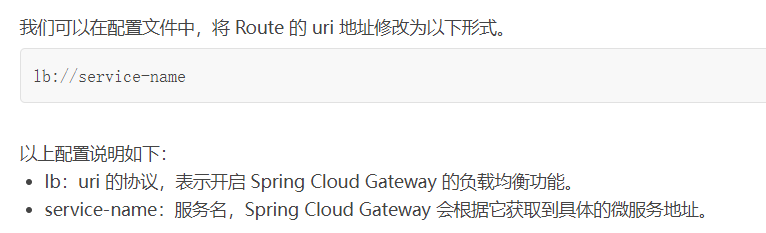 我们可以在配置文件中，将 Route 的 uri 地址修改为以下形式。
lb://service-name
以上配置说明如下：
• lb：uri 的协议，表示开启 Spring Cloud Gateway 的负载均衡功能。
• service-name：服务名，Spring Cloud Gateway 会根据它获取到具体的微服务地址。